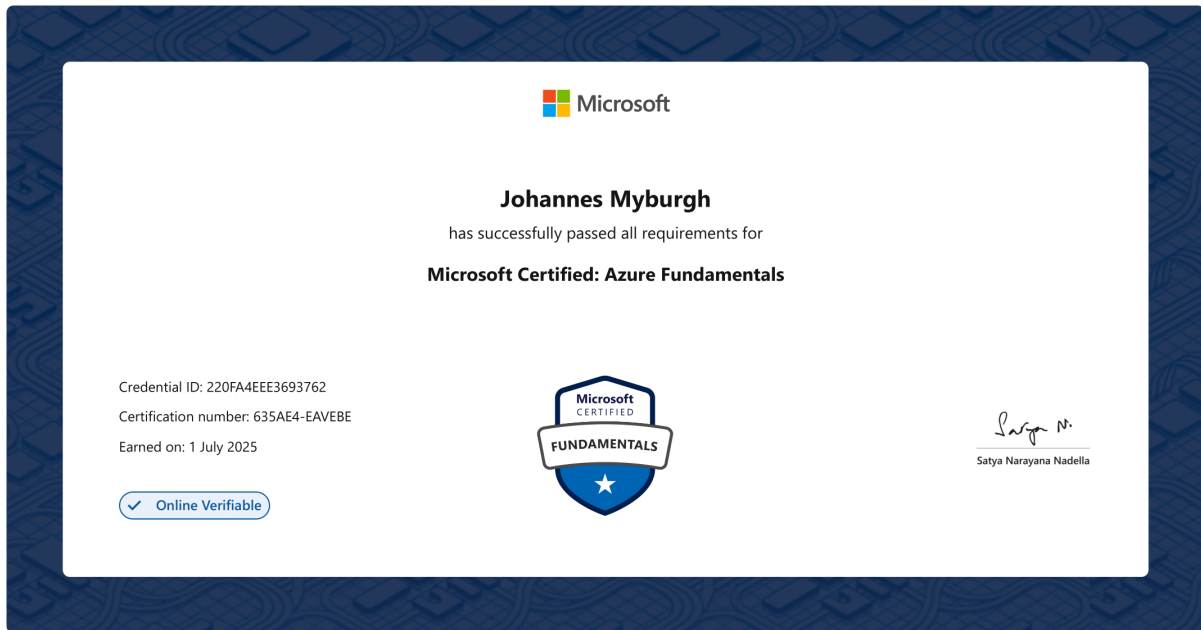 Microsoft
Johannes Myburgh
has successfully passed all requirements for
Microsoft Certified: Azure Fundamentals
Credential ID: 220FA4EEE3693762
Certification number: 635AE4-EAVEBE
Earned on: 1 July 2025
Online Verifiable
Microsoft
CERTIFIED
FUNDAMENTALS
Satya N.
Satya Narayana Nadella